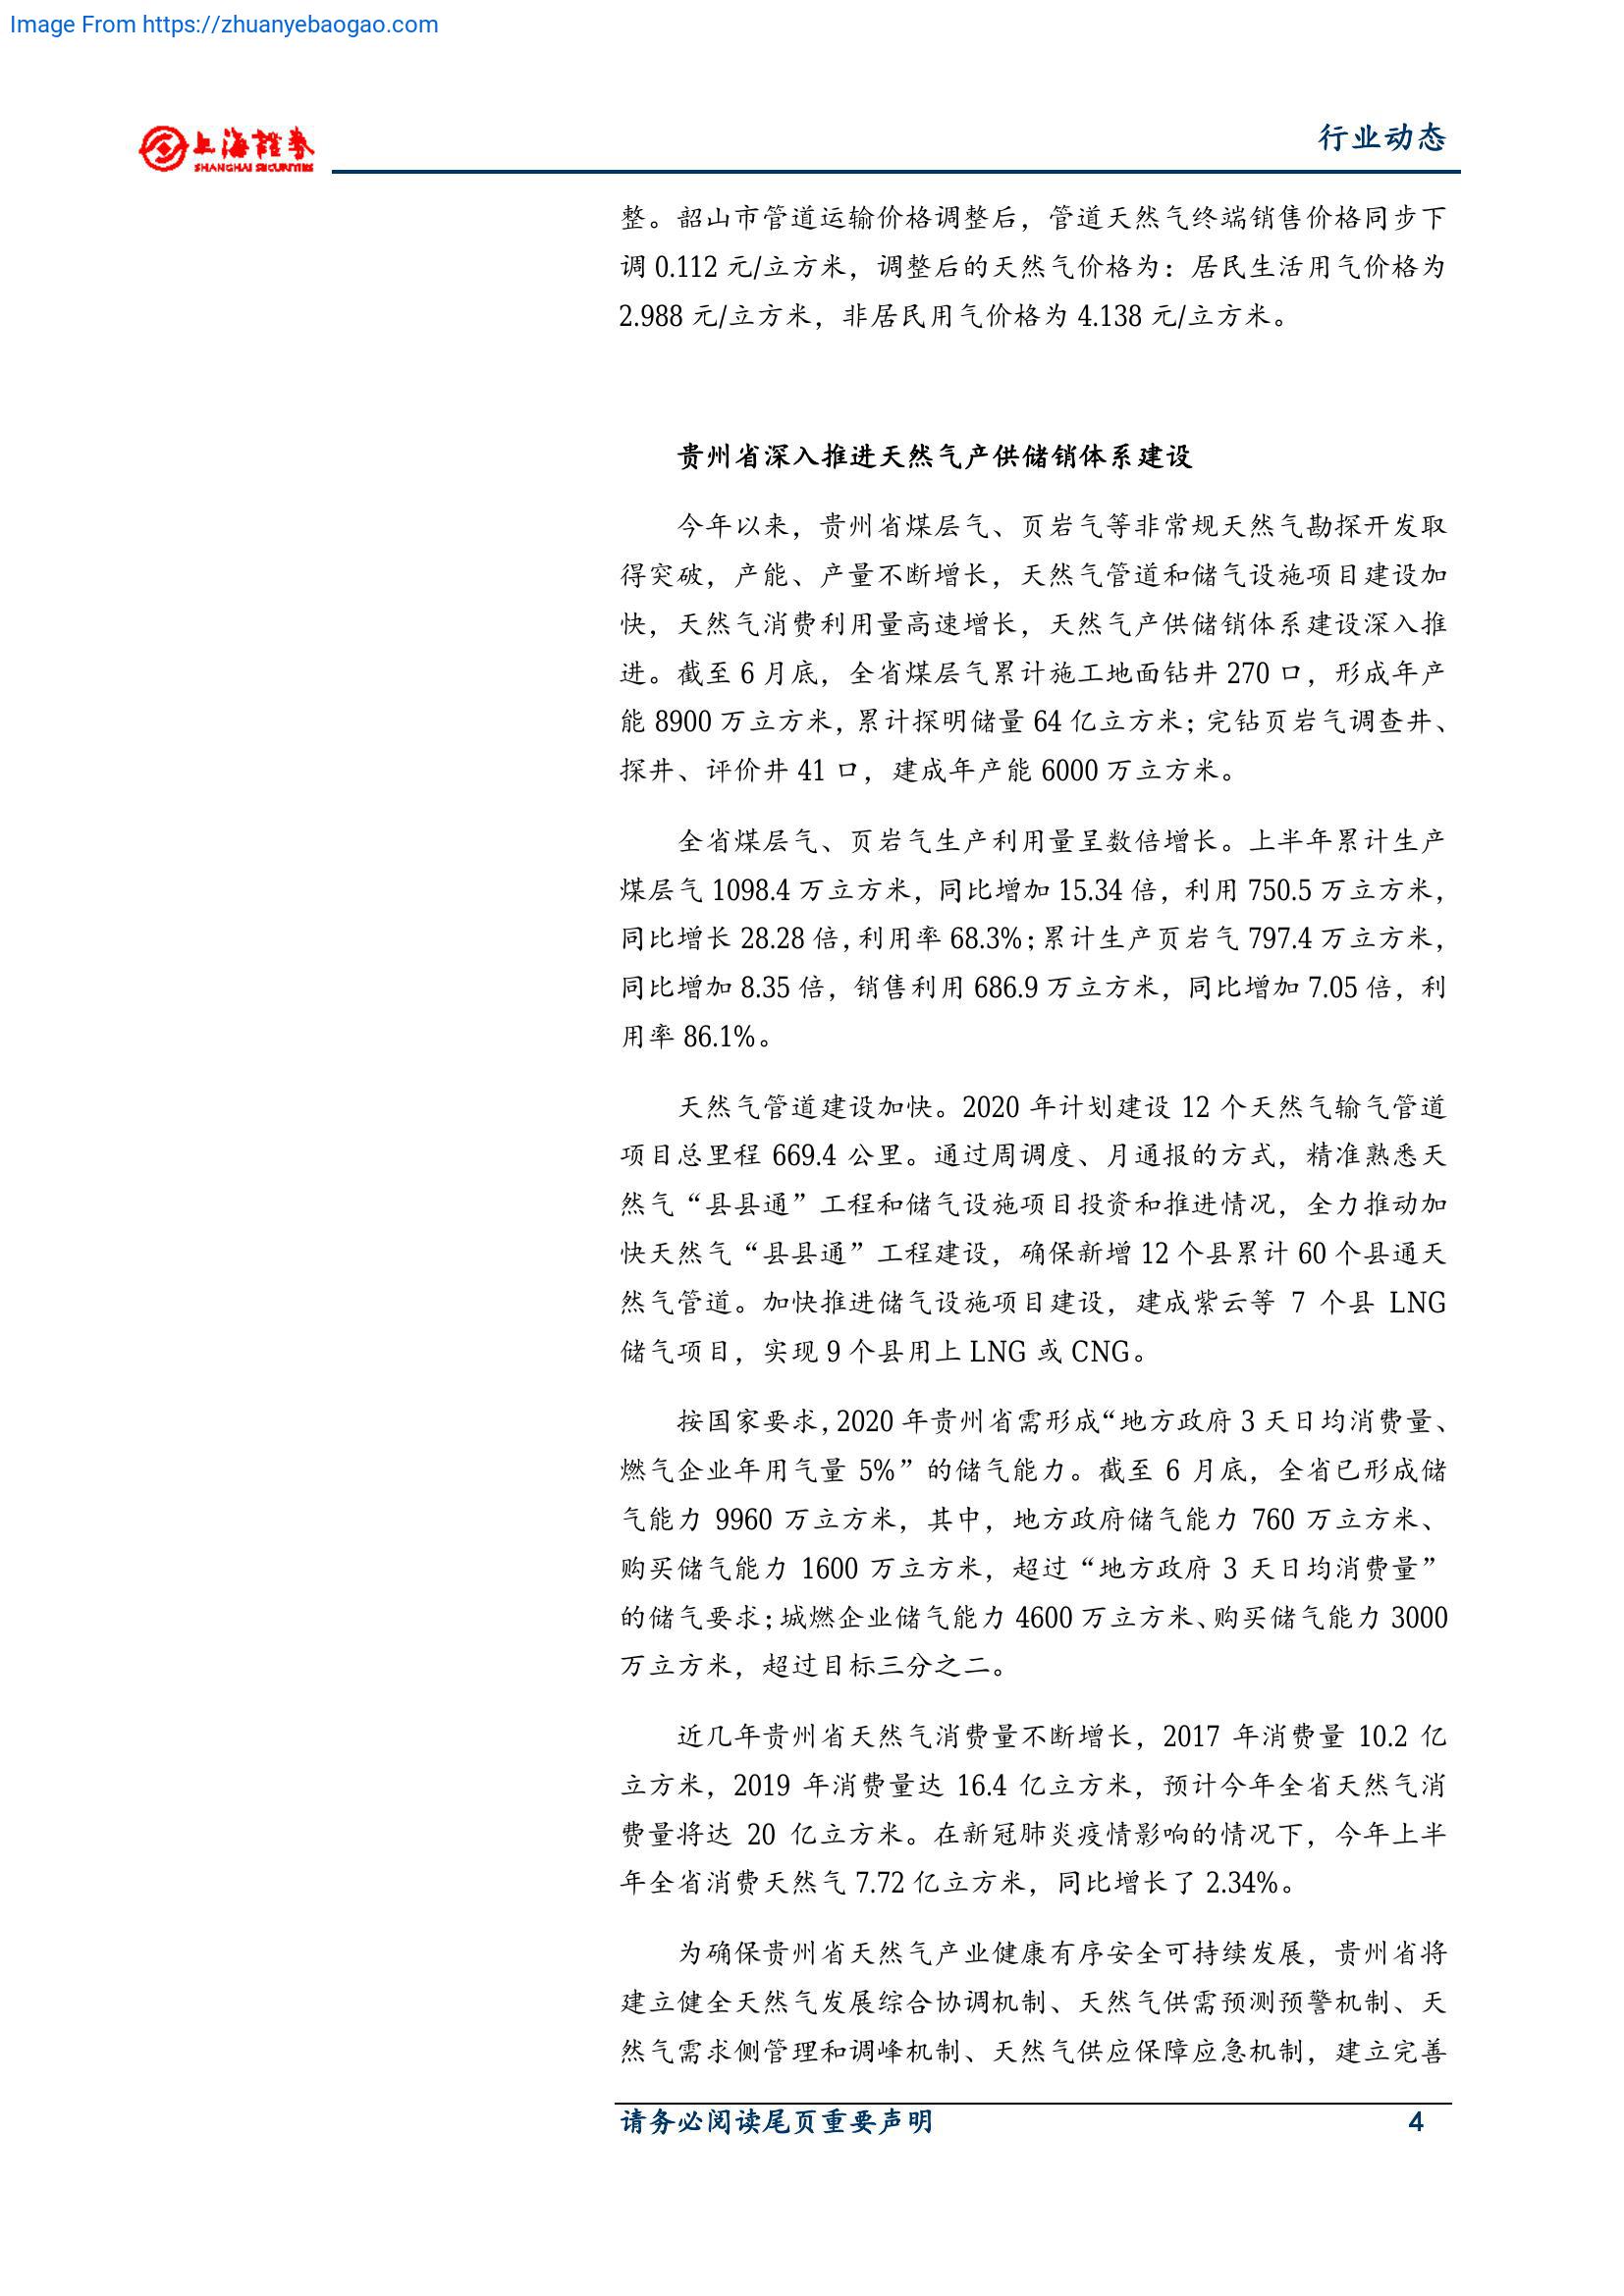 Image From https://zhuanyebaogao.com
上海證券
SHANGHAI SECURITIES
行业动态
整。韶山市管道运输价格调整后，管道天然气终端销售价格同步下
调 0.112 元/立方米，调整后的天然气价格为：居民生活用气价格为
2.988 元/立方米，非居民用气价格为 4.138 元/立方米。
贵州省深入推进天然气产供储销体系建设
今年以来，贵州省煤层气、页岩气等非常规天然气勘探开发取
得突破，产能、产量不断增长，天然气管道和储气设施项目建设加
快，天然气消费利用量高速增长，天然气产供储销体系建设深入推
进。截至 6 月底，全省煤层气累计施工地面钻井 270 口，形成年产
能 8900 万立方米，累计探明储量 64 亿立方米；完钻页岩气调查井、
探井、评价井 41 口，建成年产能 6000 万立方米。
全省煤层气、页岩气生产利用量呈数倍增长。上半年累计生产
煤层气 1098.4 万立方米，同比增加 15.34 倍，利用 750.5 万立方米，
同比增长 28.28 倍，利用率 68.3%；累计生产页岩气 797.4 万立方米，
同比增加 8.35 倍，销售利用 686.9 万立方米，同比增加 7.05 倍，利
用率 86.1%。
天然气管道建设加快。2020 年计划建设 12 个天然气输气管道
项目总里程 669.4 公里。通过周调度、月通报的方式，精准熟悉天
然气“县县通”工程和储气设施项目投资和推进情况，全力推动加
快天然气“县县通”工程建设，确保新增 12 个县累计 60 个县通天
然气管道。加快推进储气设施项目建设，建成紫云等 7 个县 LNG
储气项目，实现 9 个县用上 LNG 或 CNG。
按国家要求，2020 年贵州省需形成“地方政府 3 天日均消费量、
燃气企业年用气量 5%”的储气能力。截至 6 月底，全省已形成储
气能力 9960 万立方米，其中，地方政府储气能力 760 万立方米、
购买储气能力 1600 万立方米，超过“地方政府 3 天日均消费量”
的储气要求；城燃企业储气能力 4600 万立方米、购买储气能力 3000
万立方米，超过目标三分之二。
近几年贵州省天然气消费量不断增长，2017 年消费量 10.2 亿
立方米，2019 年消费量达 16.4 亿立方米，预计今年全省天然气消
费量将达 20 亿立方米。在新冠肺炎疫情影响的情况下，今年上半
年全省消费天然气 7.72 亿立方米，同比增长了 2.34%。
为确保贵州省天然气产业健康有序安全可持续发展，贵州省将
建立健全天然气发展综合协调机制、天然气供需预测预警机制、天
然气需求侧管理和调峰机制、天然气供应保障应急机制，建立完善
请务必阅读尾页重要声明
4